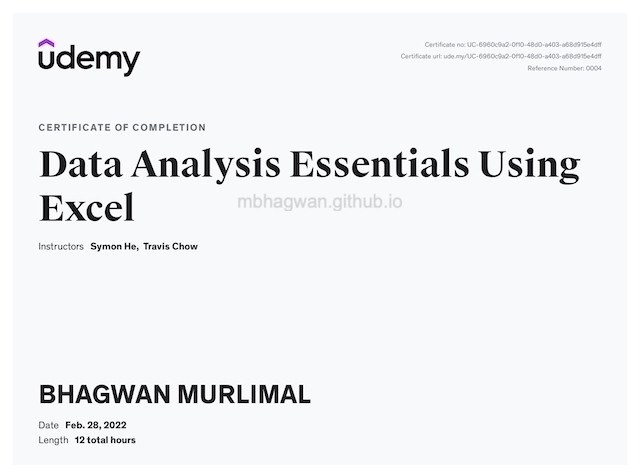 udemy
Certificate no: UC-6960c9a2-0f10-48d0-a403-a68d915e4dff
Certificate url: ude.my/UC-6960c9a2-0f10-48d0-a403-a68d915e4dff
Reference Number: 0004
CERTIFICATE OF COMPLETION
Data Analysis Essentials Using
Excel
mbhagwan.github.io
Instructors Symon He, Travis Chow
BHAGWAN MURLIMAL
Date Feb. 28, 2022
Length 12 total hours